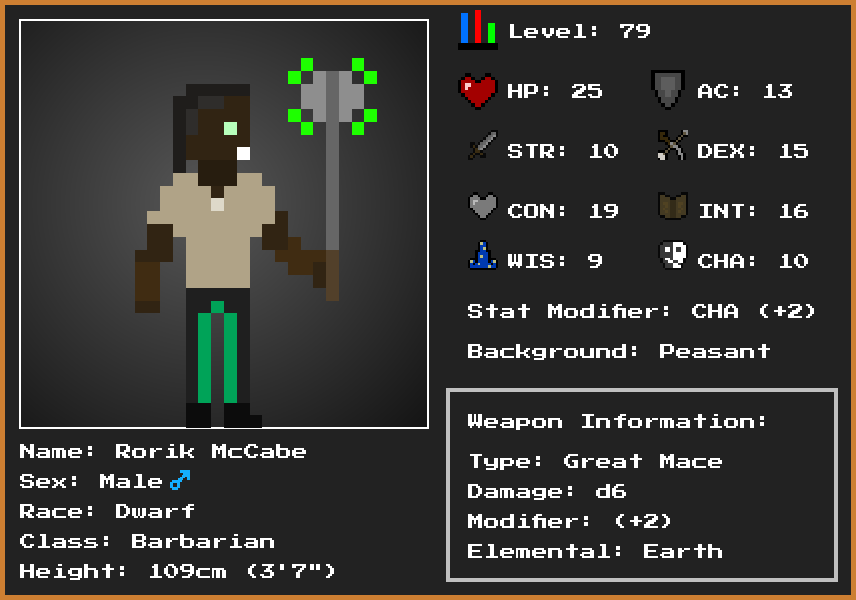 Level: 79
HP: 25
AC: 13
STR: 10
DEX: 15
CON: 19
INT: 16
WIS: 9
CHA: 10
Stat Modifier: CHA (+2)
Background: Peasant
Name: Rorik McCabe
Sex: Male♂
Race: Dwarf
Class: Barbarian
Height: 109cm (3'7")
Weapon Information:
Type: Great Mace
Damage: d6
Modifier: (+2)
Elemental: Earth